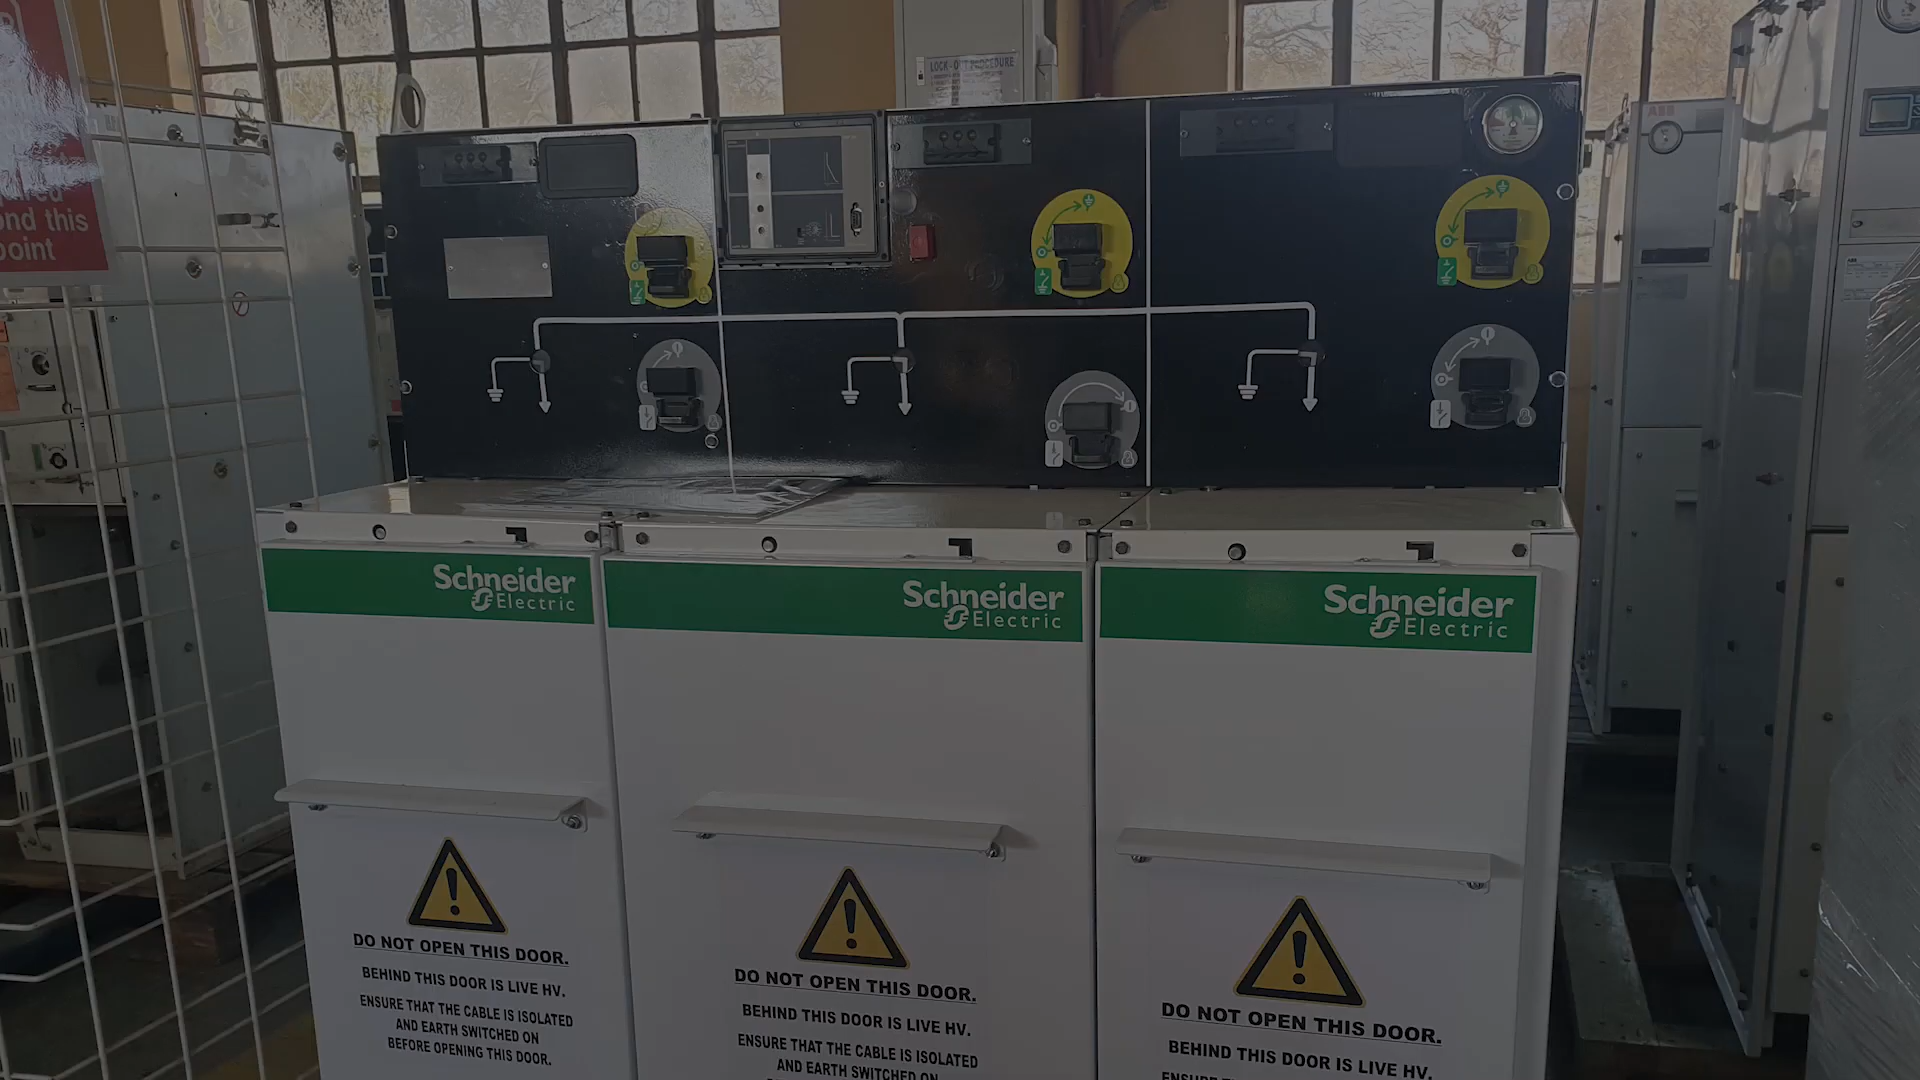 ond this
point
LOCK-OUT PROCEDURE
ABB
Schneider
Electric
Schneider
Electric
Schneider
Electric
DO NOT OPEN THIS DOOR.
BEHIND THIS DOOR IS LIVE HV.
ENSURE THAT THE CABLE IS ISOLATED
AND EARTH SWITCHED ON
BEFORE OPENING THIS DOOR.
DO NOT OPEN THIS DOOR.
BEHIND THIS DOOR IS LIVE HV.
ENSURE THAT THE CABLE IS ISOLATED
AND EARTH SWITCHED ON
DO NOT OPEN THIS DOOR.
BEHIND THIS DOOR IS LIVE HV.